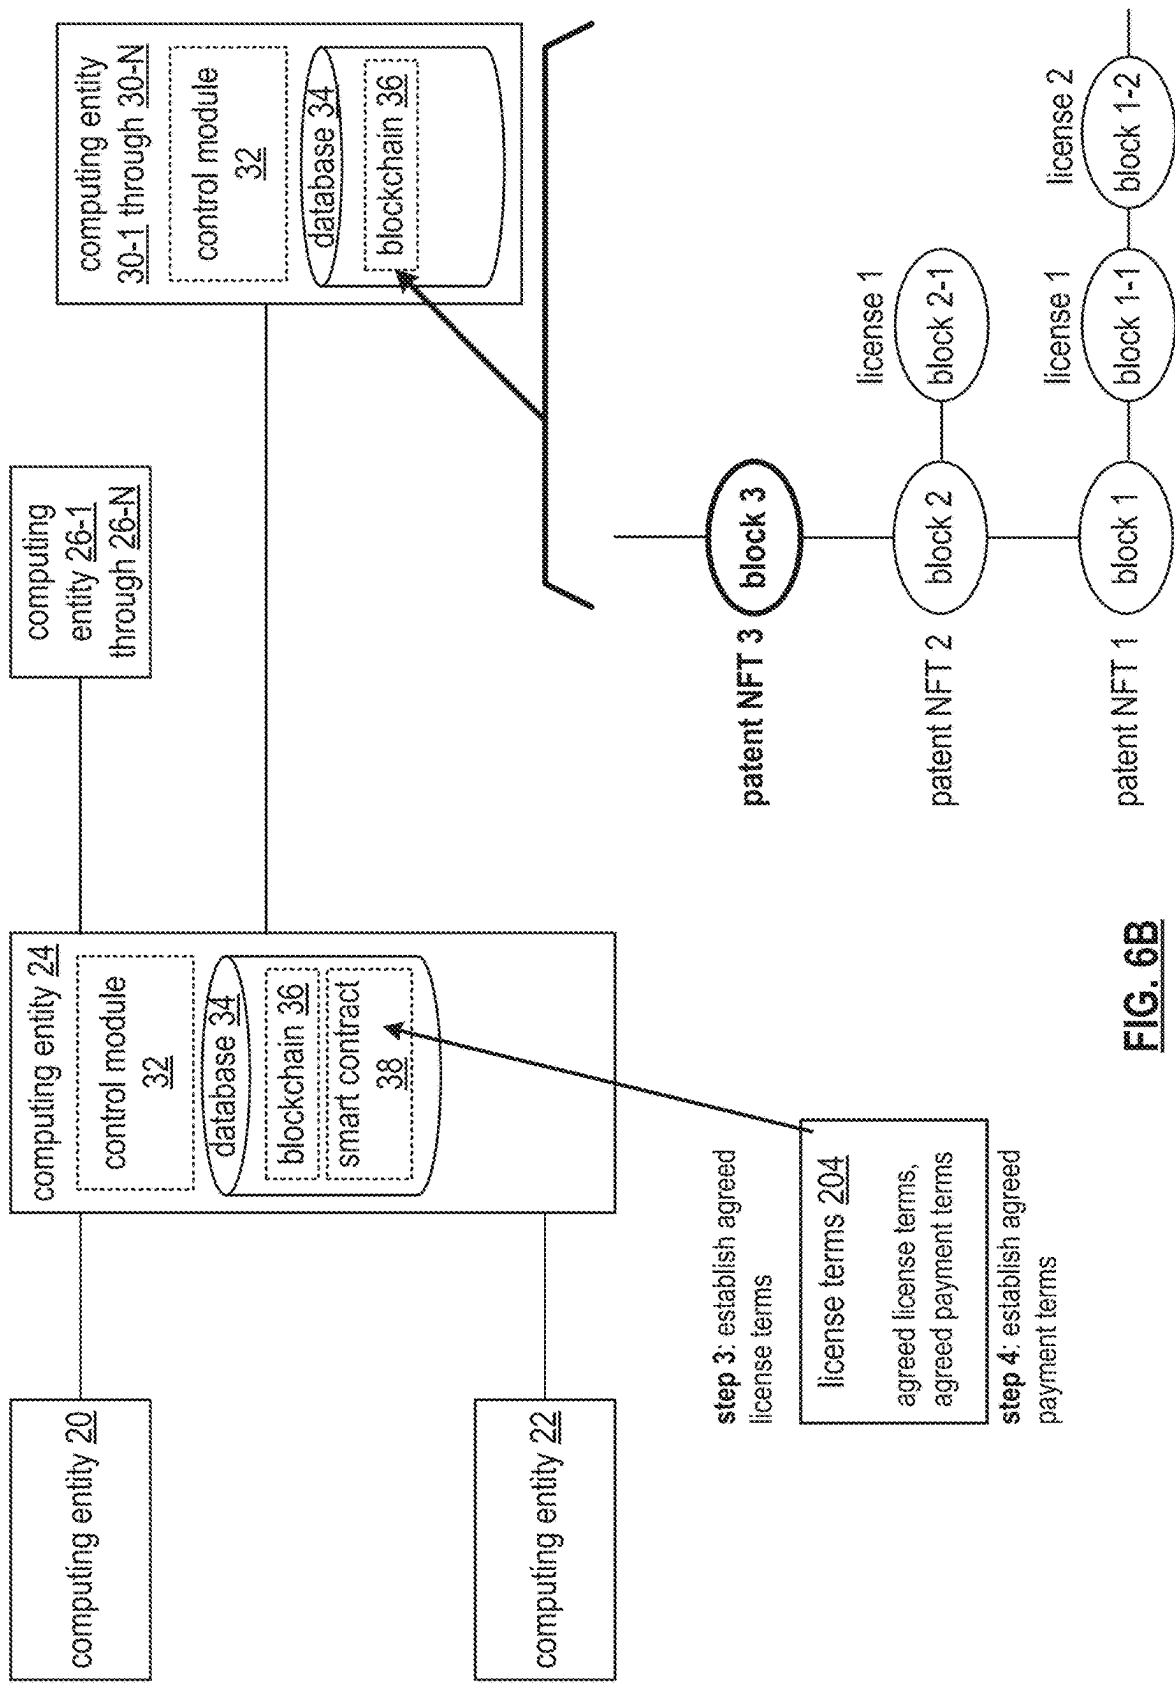 computing entity 20
computing entity 22
computing entity 24
control module
32
database 34
blockchain 36
smart contract
38
computing
entity 26-1
through 26-N
computing entity
30-1 through 30-N
control module
32
database 34
blockchain 36
step 3: establish agreed
license terms
license terms 204
agreed license terms,
agreed payment terms
step 4: establish agreed
payment terms
patent NFT 3
block 3
patent NFT 2
block 2
license 1
block 2-1
patent NFT 1
block 1
license 1
block 1-1
license 2
block 1-2
FIG. 6B